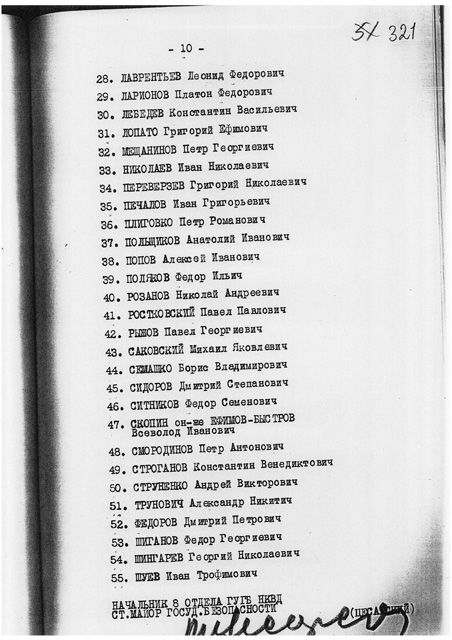 321
- 10 -
28. ЛАВРЕНТЬЕВ Леонид Федорович
29. ЛАРИОНОВ Платон Федорович
30. ЛЕБЕДЕВ Константин Васильевич
31. ЛОПАТО Григорий Ефимович
32. МЕЩАНИНОВ Петр Георгиевич
33. НИКОЛАЕВ Иван Николаевич
34. ПЕРЕВЕРЗЕВ Григорий Николаевич
35. ПЕЧАЛОВ Иван Григорьевич
36. ПЛИГОВКО Петр Романович
37. ПОЛЬЩИКОВ Анатолий Иванович
38. ПОПОВ Алексей Иванович
39. ПОЛЯКОВ Федор Ильич
40. РОЗАНОВ Николай Андреевич
41. РОСТКОВСКИЙ Павел Павлович
42. РЫЖОВ Павел Георгиевич
43. САКОВСКИЙ Михаил Яковлевич
44. СЕМАШКО Борис Владимирович
45. СИДОРОВ Дмитрий Степанович
46. СИТНИКОВ Федор Семенович
47. СКОПИН он-же ЕФИМОВ-БЫСТРОВ
Всеволод Иванович
48. СМОРОДИНОВ Петр Антонович
49. СТРОГАНОВ Константин Венедиктович
50. СТРУНЕНКО Андрей Викторович
51. ТРУНОВИЧ Александр Никитич
52. ФЕДОРОВ Дмитрий Петрович
53. ШИГАНОВ Федор Георгиевич
54. ШИНГАРЕВ Георгий Николаевич
55. ШУЕВ Иван Трофимович
НАЧАЛЬНИК 8 ОТДЕЛА ГУГБ НКВД
СТ.МАЙОР ГОСУД.БЕЗОПАСНОСТИ
(ЦЕСАРСКИЙ)